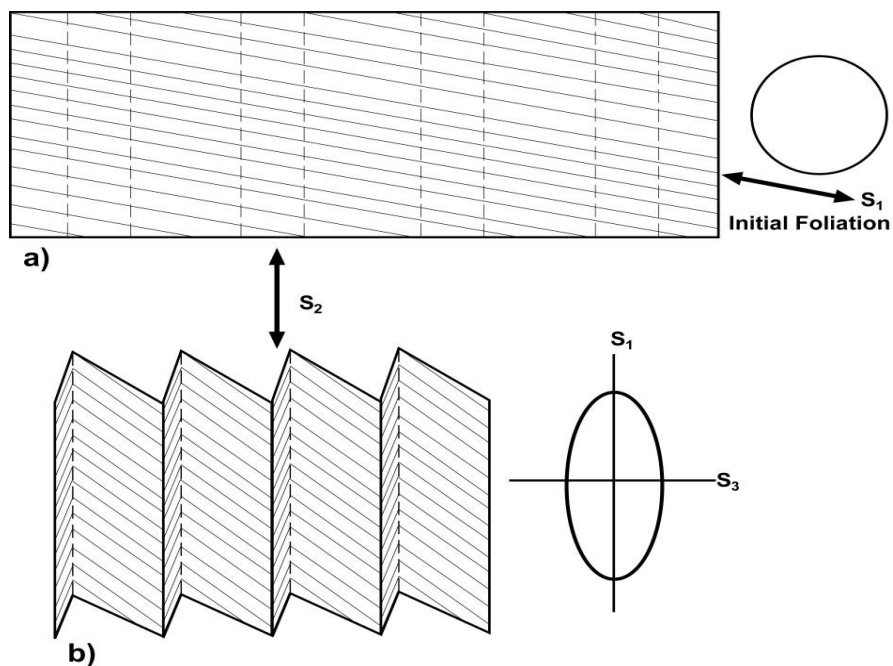 S₁
Initial Foliation
a)
S₂
S₁
S₃
b)